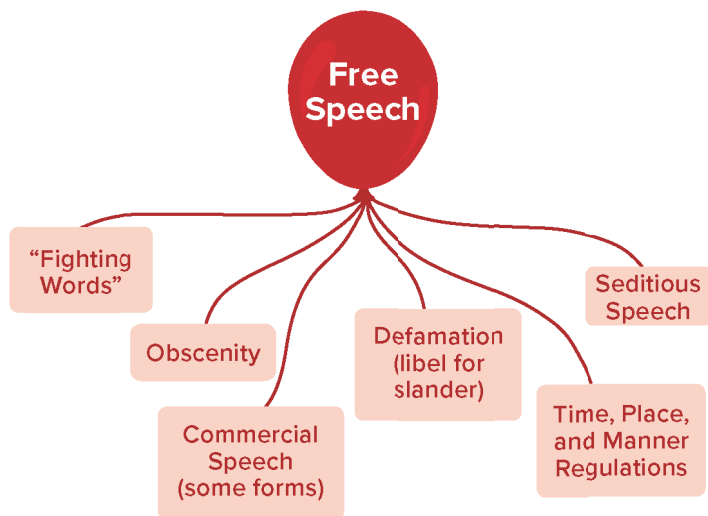 Free
Speech
“Fighting
Words”
Obscenity
Commercial
Speech
(some forms)
Defamation
(libel for
slander)
Time, Place,
and Manner
Regulations
Seditious
Speech